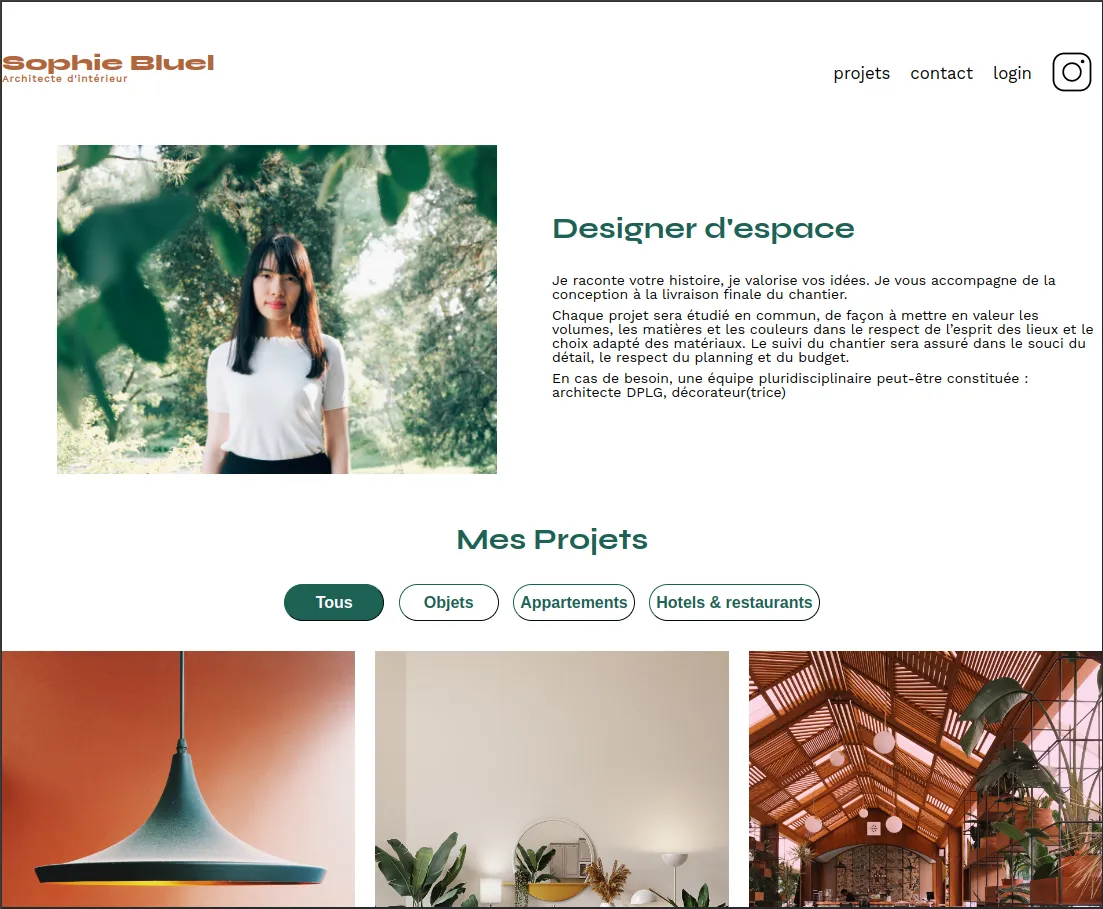 Sophie Bluel
Architecte d'intérieur
projets contact login
Designer d'espace
Je raconte votre histoire, je valorise vos idées. Je vous accompagne de la
conception à la livraison finale du chantier.
Chaque projet sera étudié en commun, de façon à mettre en valeur les
volumes, les matières et les couleurs dans le respect de l’esprit des lieux et le
choix adapté des matériaux. Le suivi du chantier sera assuré dans le souci du
détail, le respect du planning et du budget.
En cas de besoin, une équipe pluridisciplinaire peut-être constituée :
architecte DPLG, décorateur(trice)
Mes Projets
Tous Objets Appartements Hotels & restaurants